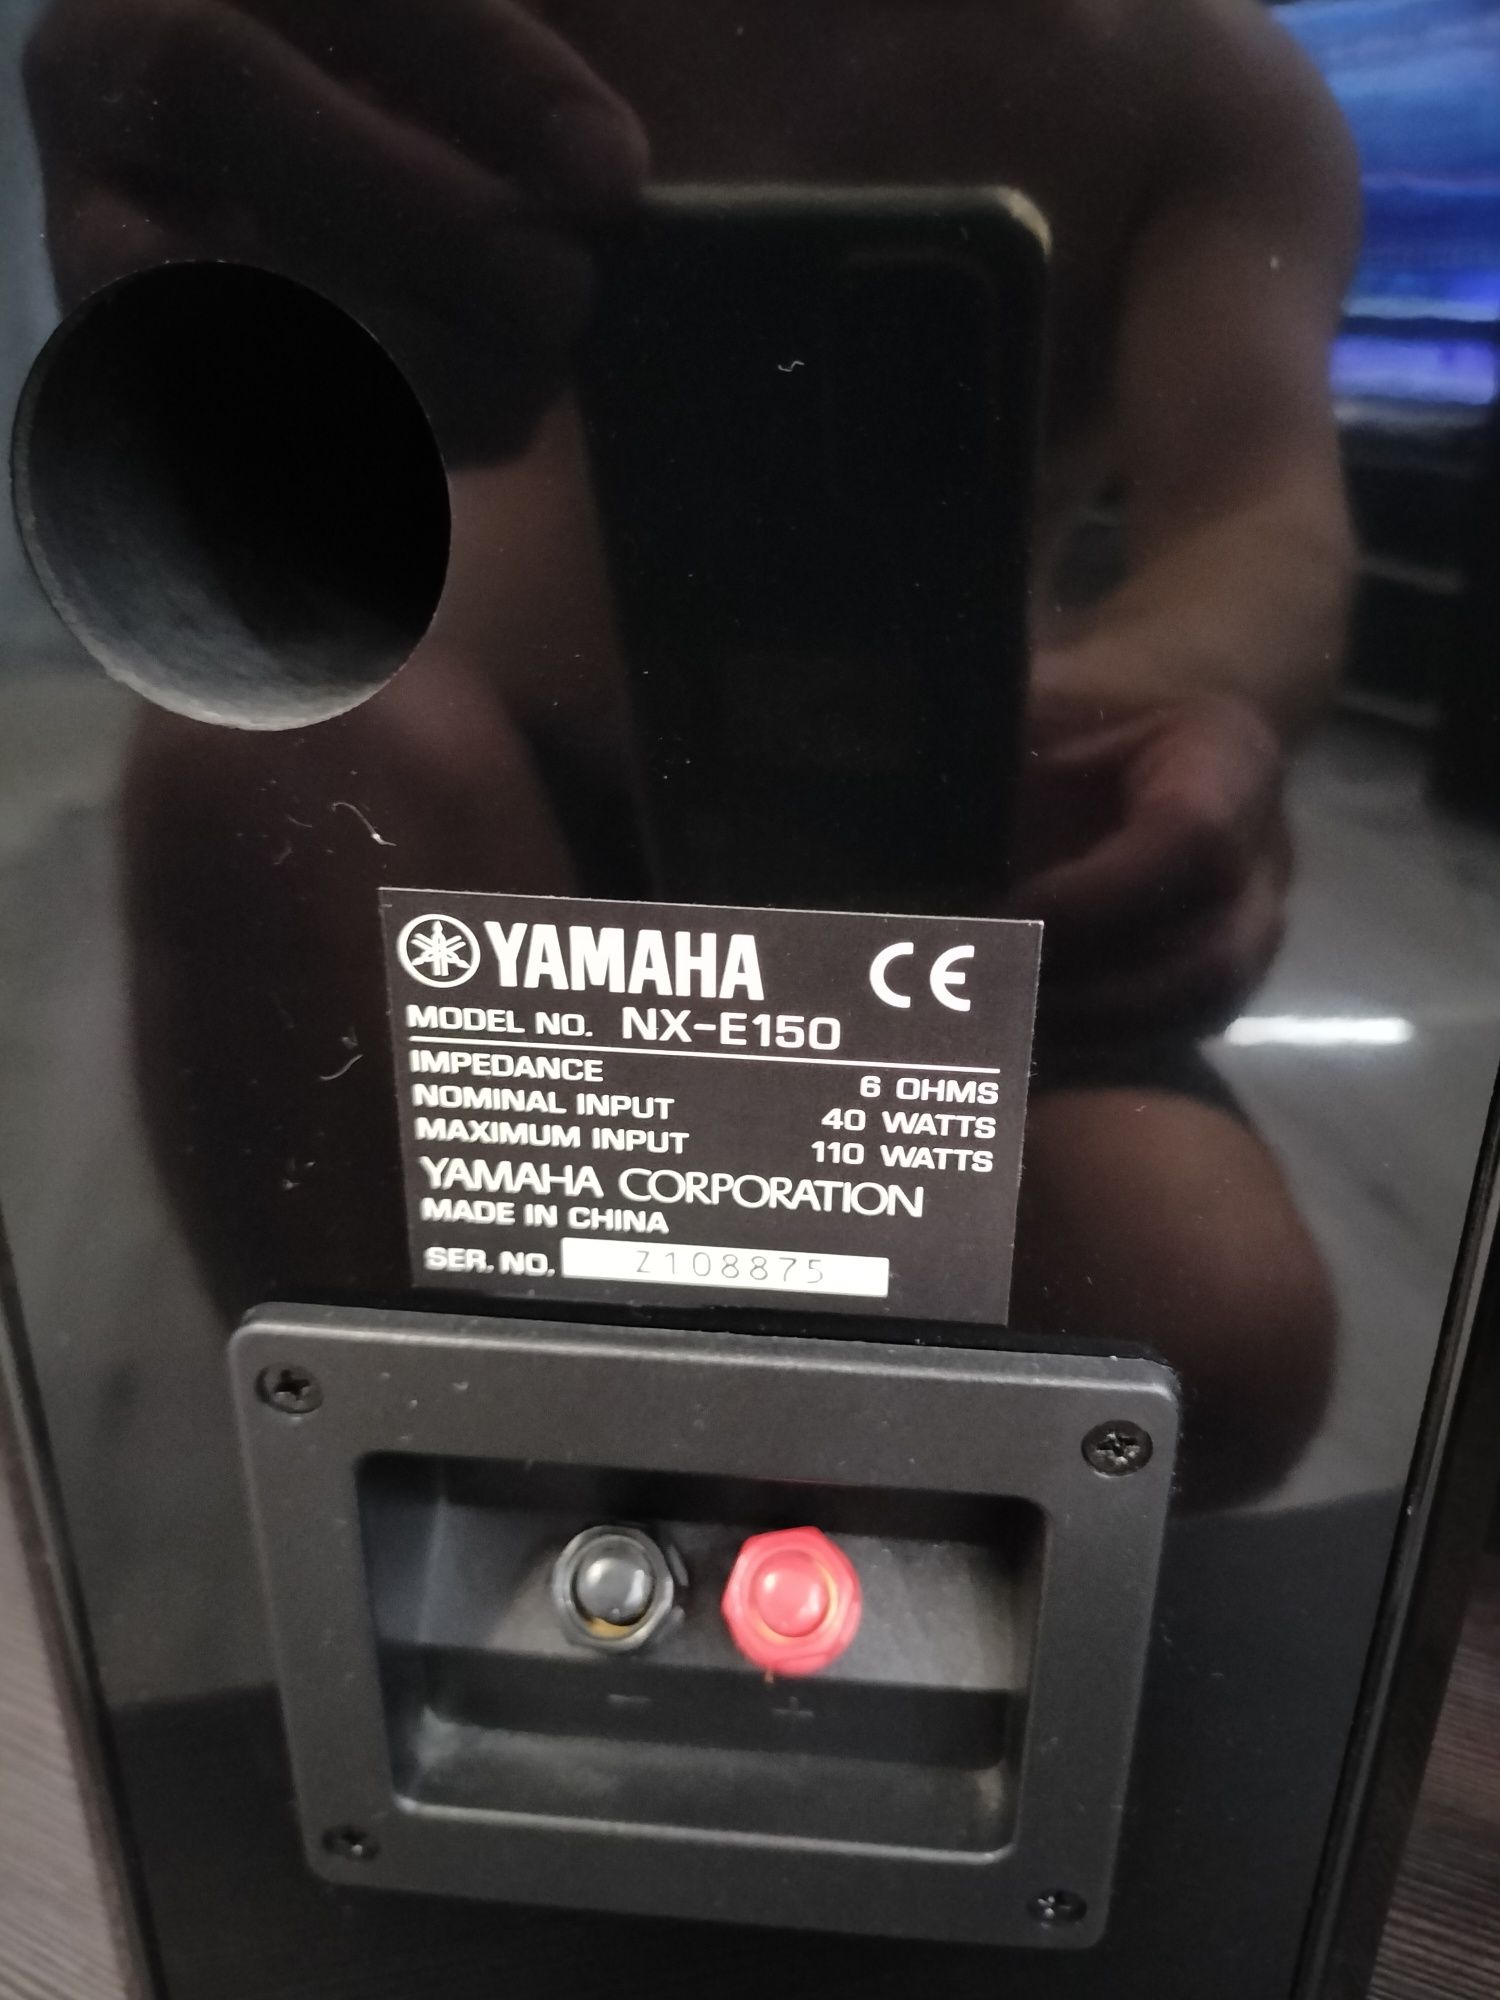 YAMAHA CE
MODEL NO. NX-E150
IMPEDANCE 6 OHMS
NOMINAL INPUT 40 WATTS
MAXIMUM INPUT 110 WATTS
YAMAHA CORPORATION
MADE IN CHINA
SER. NO. Z108875
- +